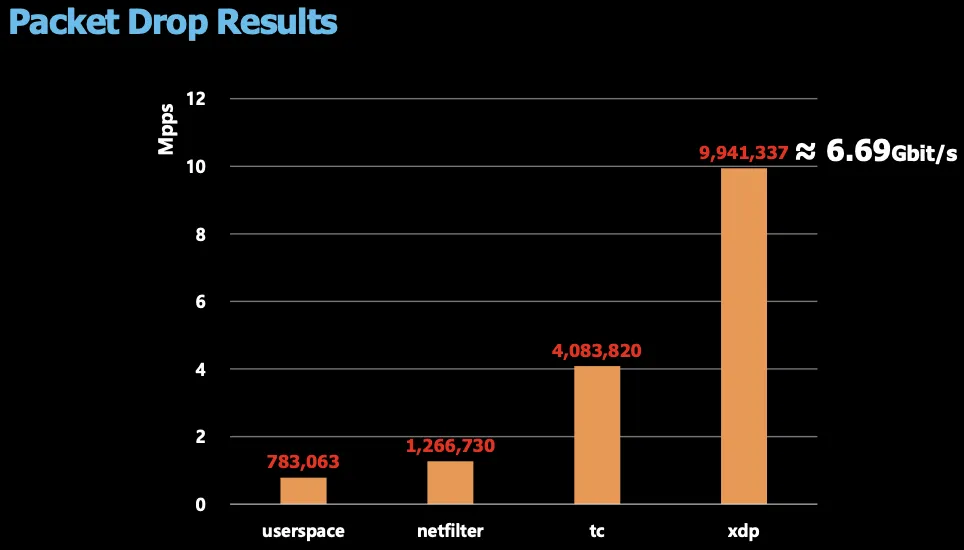 Packet Drop Results
Mpps
12
10
8
6
4
2
0
783,063
1,266,730
4,083,820
9,941,337 ≈ 6.69Gbit/s
userspace netfilter tc xdp